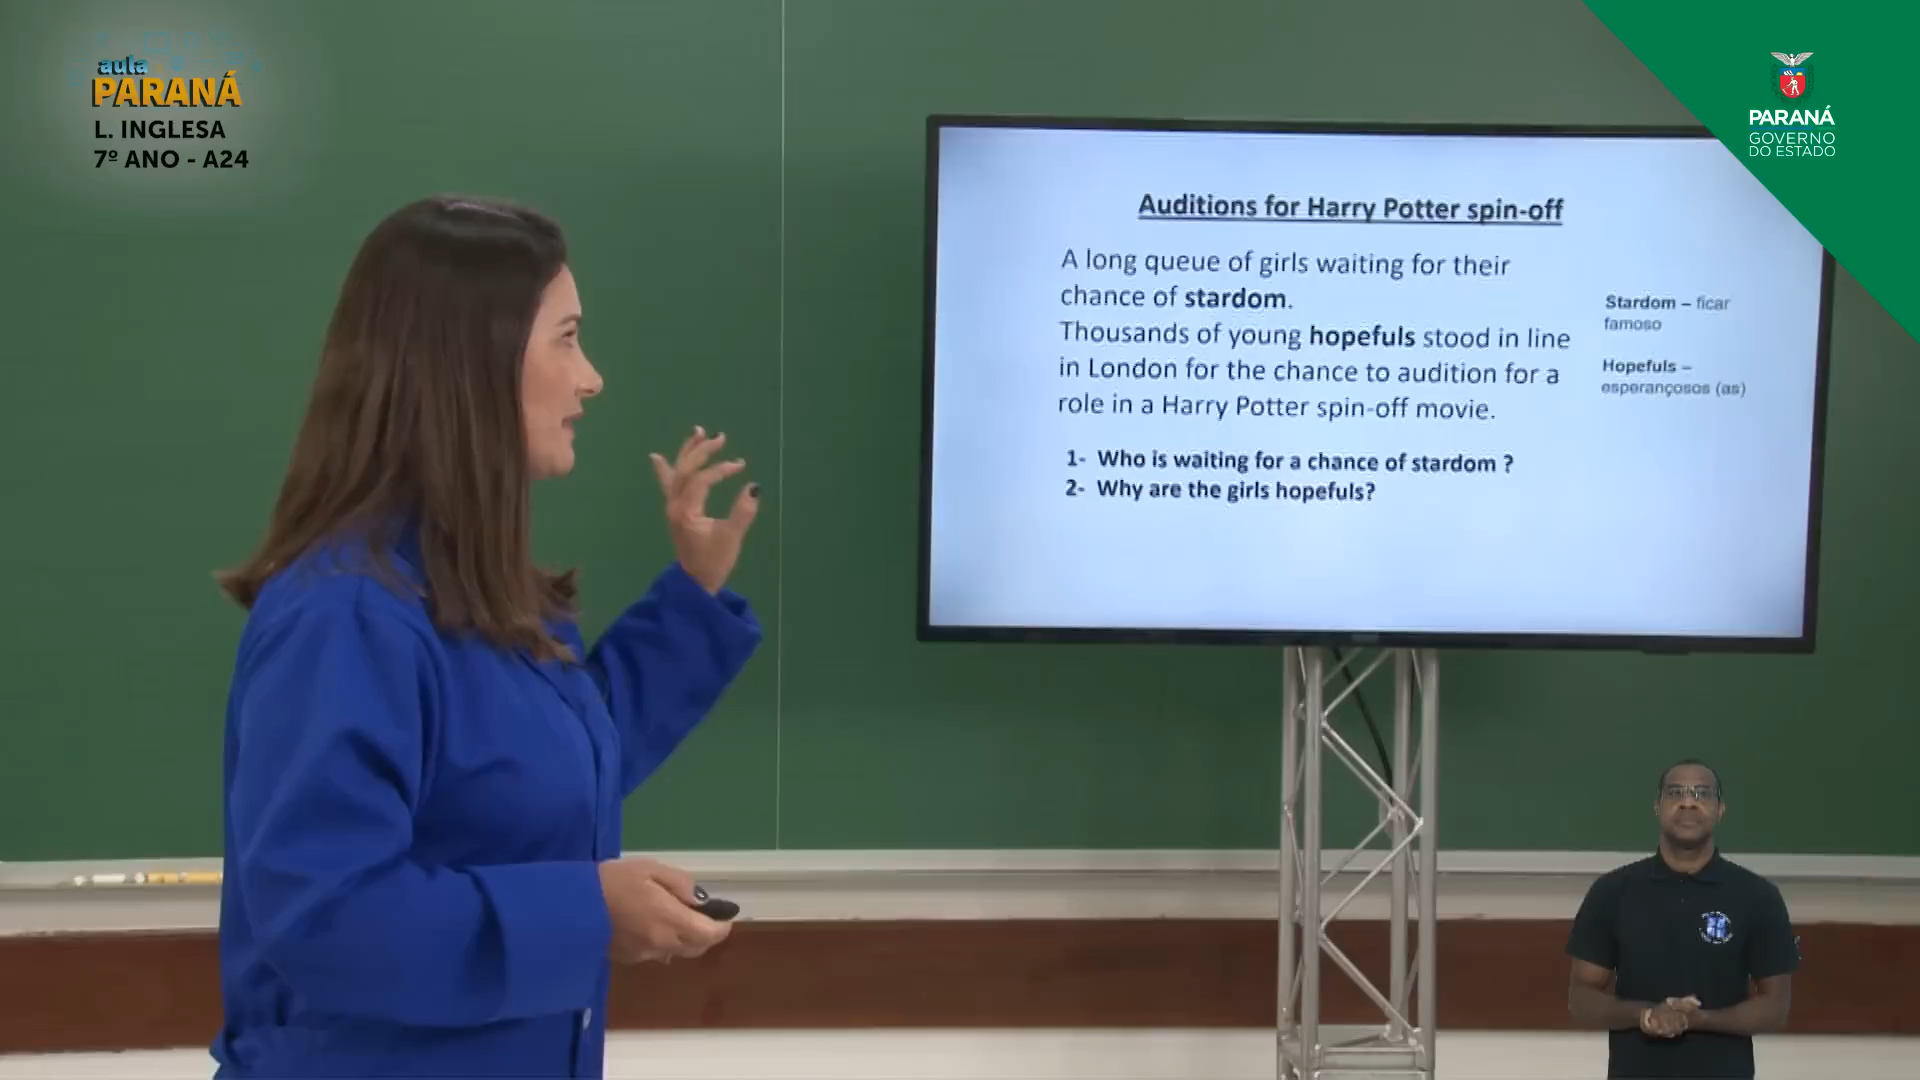 aula
PARANÁ
L. INGLESA
7º ANO - A24
PARANÁ
GOVERNO
DO ESTADO
Auditions for Harry Potter spin-off
A long queue of girls waiting for their
chance of stardom.
Thousands of young hopefuls stood in line
in London for the chance to audition for a
role in a Harry Potter spin-off movie.
Stardom – ficar
famoso
Hopefuls –
esperançosos (as)
1- Who is waiting for a chance of stardom ?
2- Why are the girls hopefuls?